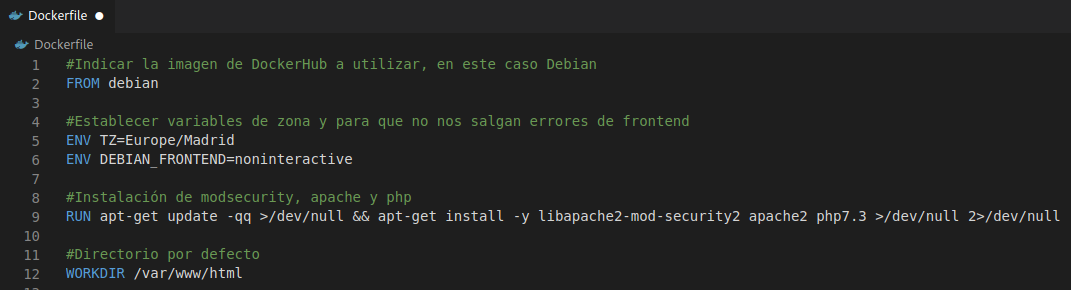 Dockerfile
Dockerfile
1 #Indicar la imagen de DockerHub a utilizar, en este caso Debian
2 FROM debian
3
4 #Establecer variables de zona y para que no nos salgan errores de frontend
5 ENV TZ=Europe/Madrid
6 ENV DEBIAN_FRONTEND=noninteractive
7
8 #Instalación de modsecurity, apache y php
9 RUN apt-get update -qq >/dev/null && apt-get install -y libapache2-mod-security2 apache2 php7.3 >/dev/null 2>/dev/null
10
11 #Directorio por defecto
12 WORKDIR /var/www/html